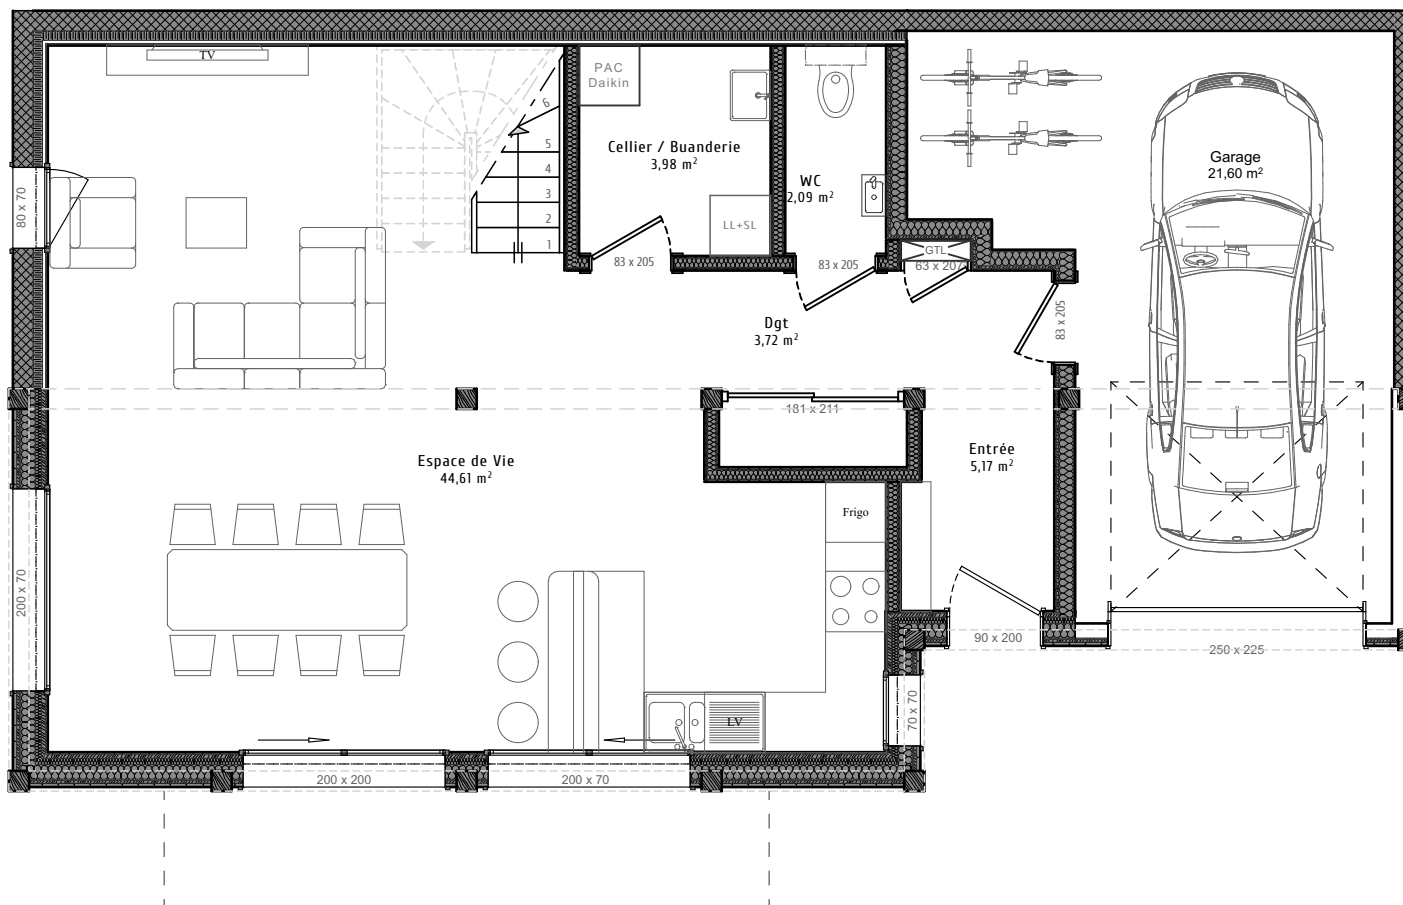 TV
PAC
Daikin
6
5
4
3
2
1
Cellier / Buanderie
3,98 m²
WC
2,09 m²
LL+SL
Garage
21,60 m²
80 x 70
83 x 205
83 x 205
GTL
63 x 207
83 x 205
Dgt
3,72 m²
181 x 211
Espace de Vie
44,61 m²
Entrée
5,17 m²
Frigo
200 x 70
90 x 200
250 x 225
70 x 70
LV
200 x 200
200 x 70